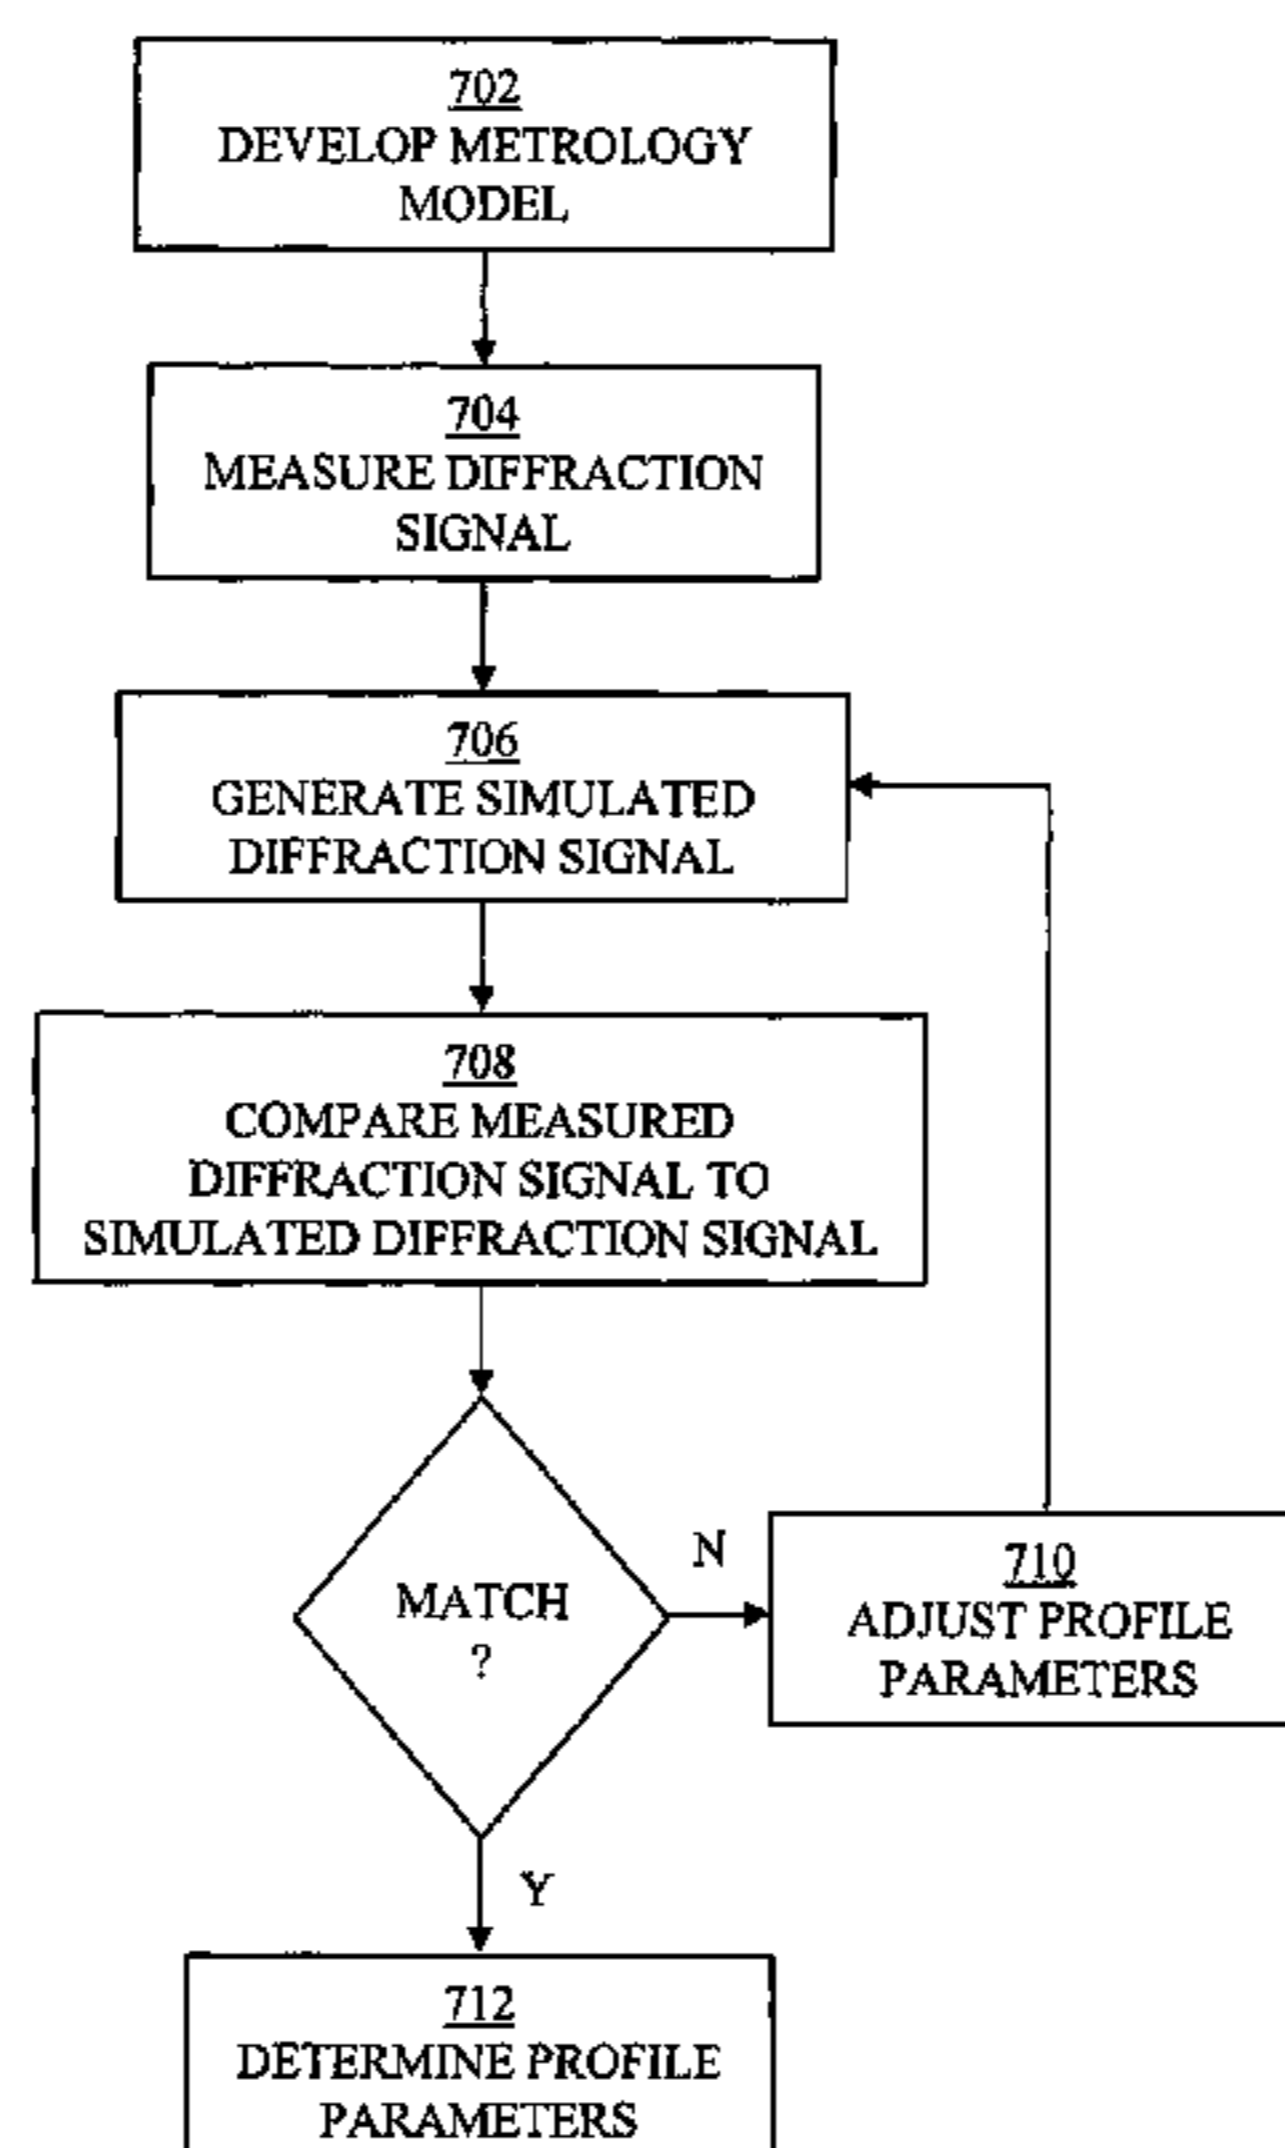 702
DEVELOP METROLOGY
MODEL
704
MEASURE DIFFRACTION
SIGNAL
706
GENERATE SIMULATED
DIFFRACTION SIGNAL
708
COMPARE MEASURED
DIFFRACTION SIGNAL TO
SIMULATED DIFFRACTION SIGNAL
MATCH
?
N
710
ADJUST PROFILE
PARAMETERS
Y
712
DETERMINE PROFILE
PARAMETERS